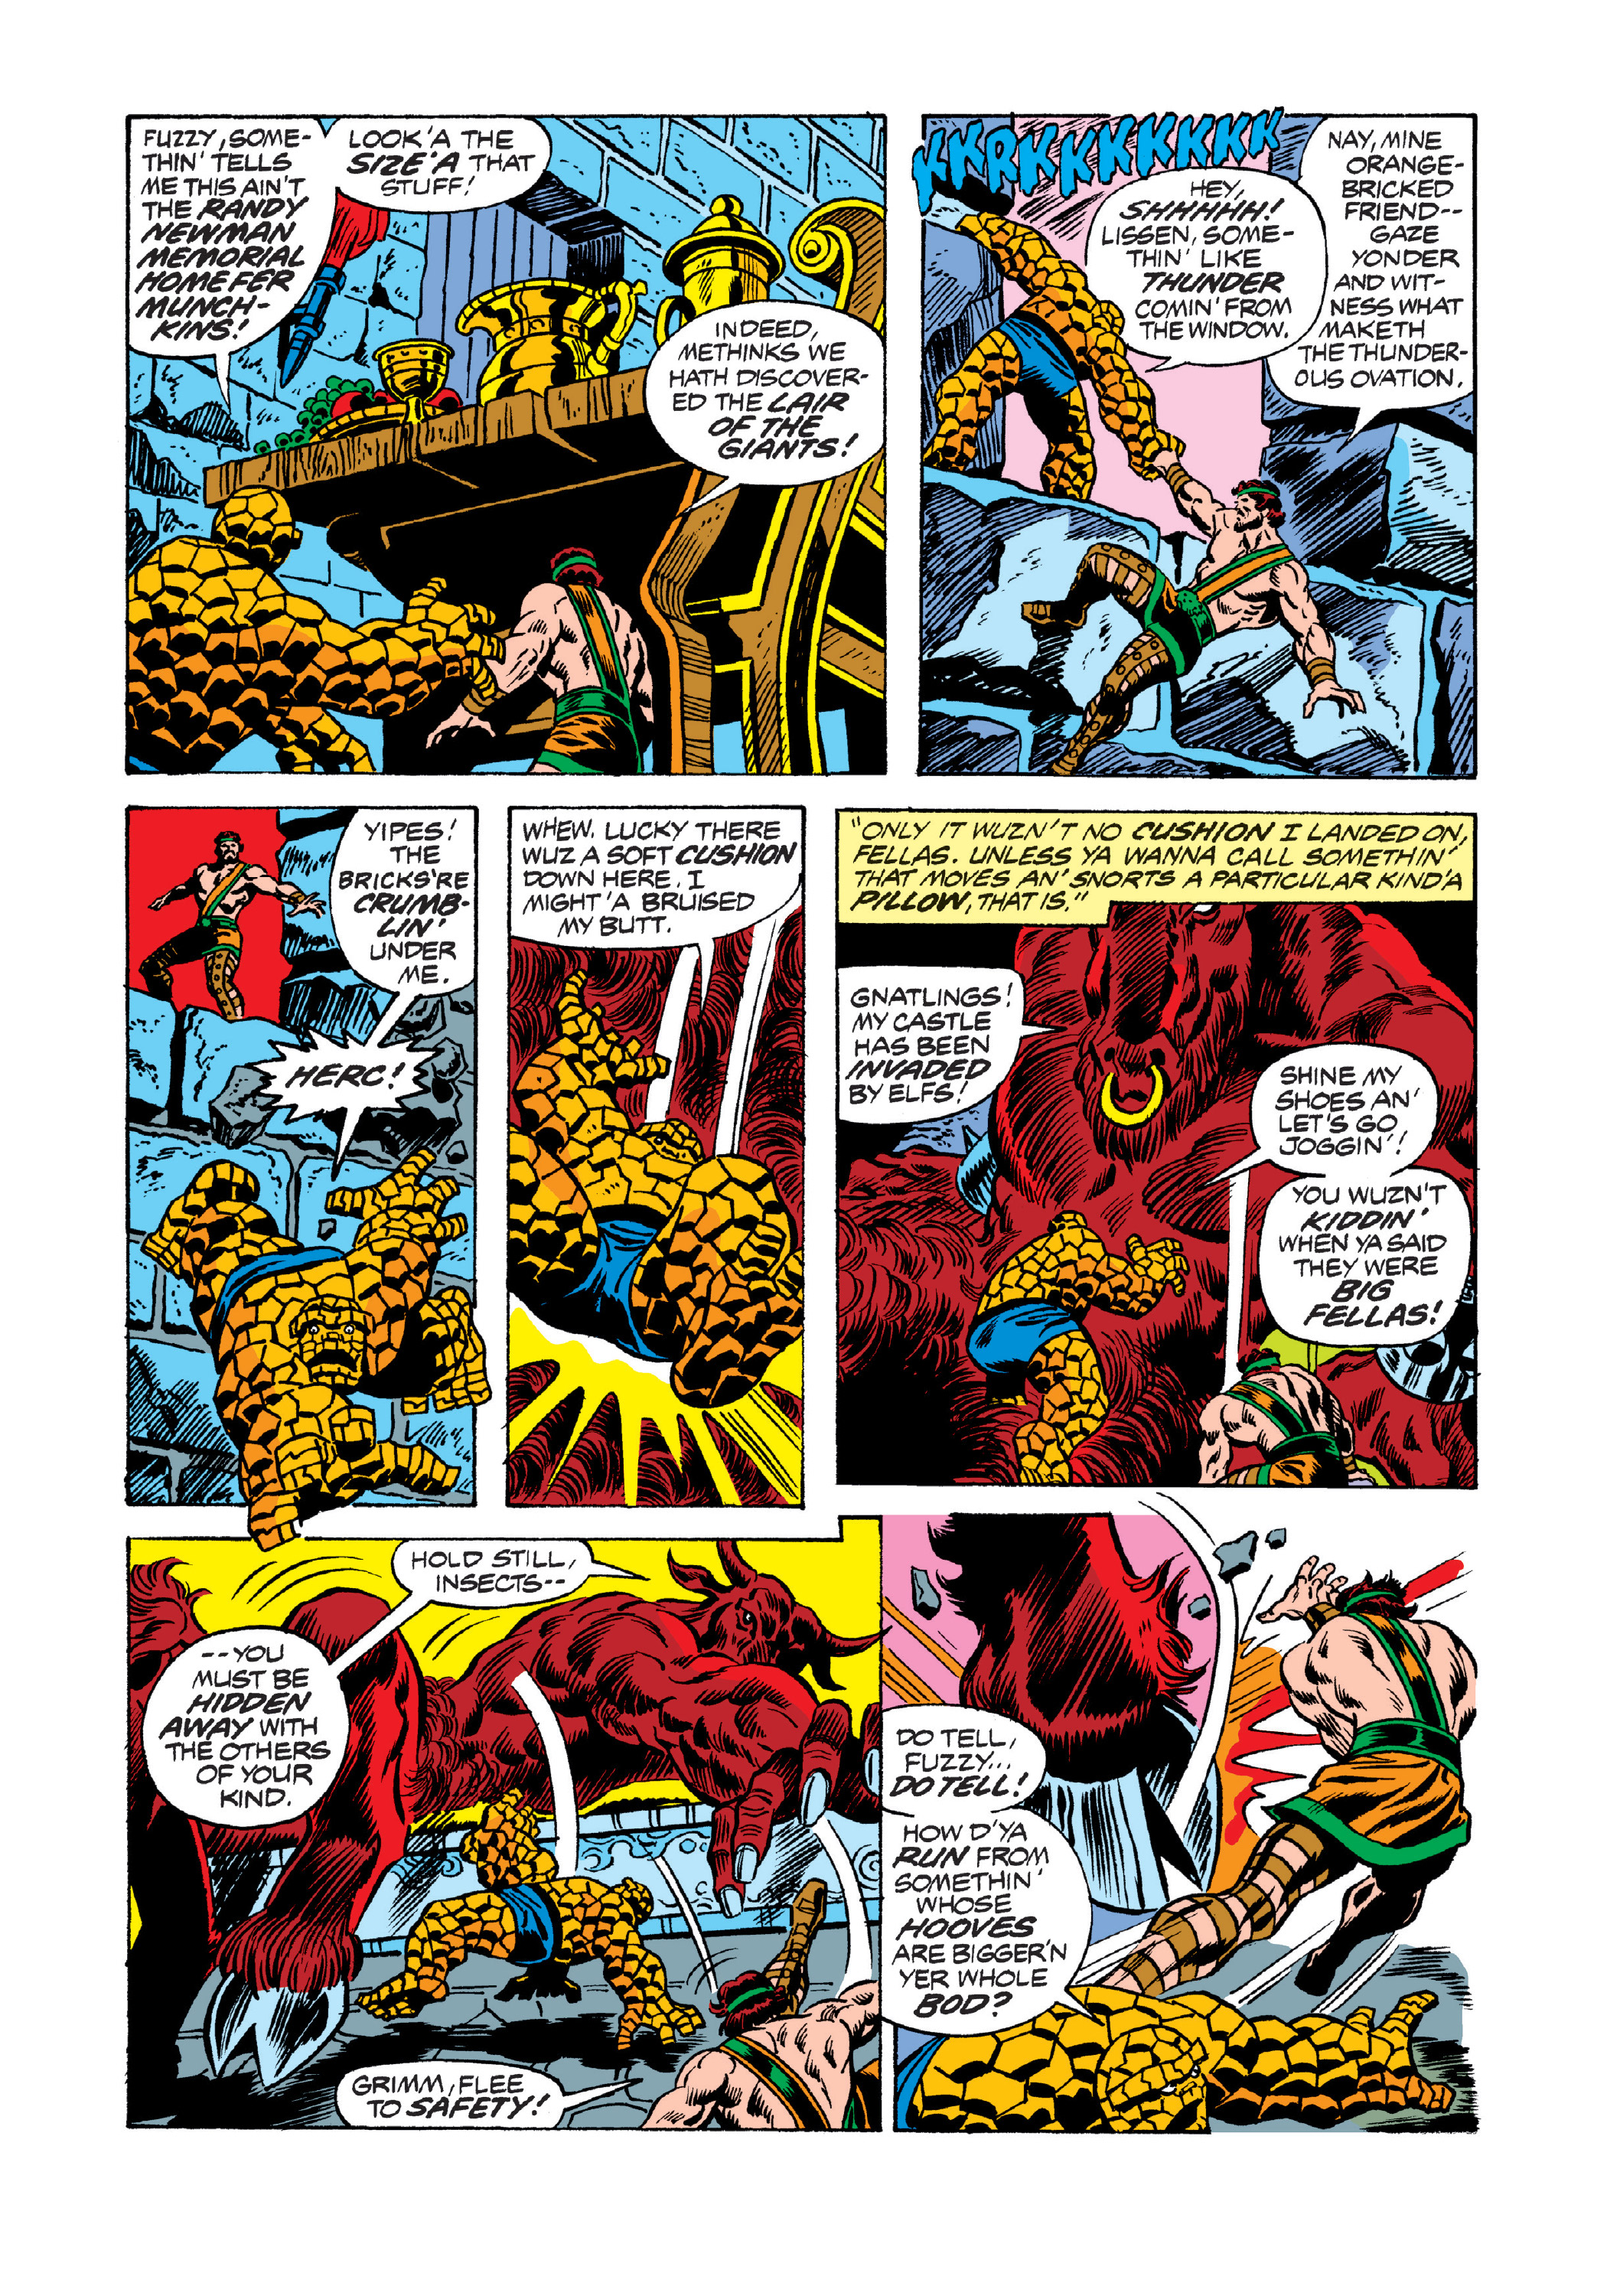 FUZZY, SOME-
THIN' TELLS
ME THIS AIN'T
THE RANDY
NEWMAN
MEMORIAL
HOME FER
MUNCH-
KINS!
LOOK'A THE
SIZE'A THAT
STUFF!
INDEED,
METHINKS WE
HATH DISCOVER-
ED THE LAIR
OF THE
GIANTS!
KKRKKKKKKKK
HEY,
SHHHHH!
LISSEN, SOME-
THIN' LIKE
THUNDER
COMIN' FROM
THE WINDOW.
NAY, MINE
ORANGE-
BRICKED
FRIEND--
GAZE
YONDER
AND WIT-
NESS WHAT
MAKETH
THE THUNDER-
OUS OVATION.
YIPES!
THE
BRICKS'RE
CRUMB-
LIN'
UNDER
ME.
HERC!
WHEW. LUCKY THERE
WUZ A SOFT CUSHION
DOWN HERE. I
MIGHT'A BRUISED
MY BUTT.
"ONLY IT WUZN'T NO CUSHION I LANDED ON,
FELLAS. UNLESS YA WANNA CALL SOMETHIN'
THAT MOVES AN' SNORTS A PARTICULAR KIND'A
PILLOW, THAT IS."
GNATLINGS!
MY CASTLE
HAS BEEN
INVADED
BY ELFS!
SHINE MY
SHOES AN'
LET'S GO
JOGGIN'!
YOU WUZN'T
KIDDIN'
WHEN YA SAID
THEY WERE
BIG
FELLAS!
HOLD STILL,
INSECTS--
--YOU
MUST BE
HIDDEN
AWAY WITH
THE OTHERS
OF YOUR
KIND.
GRIMM, FLEE
TO SAFETY!
DO TELL,
FUZZY...
DO TELL!
HOW D'YA
RUN FROM
SOMETHIN'
WHOSE
HOOVES
ARE BIGGER'N
YER WHOLE
BOD?